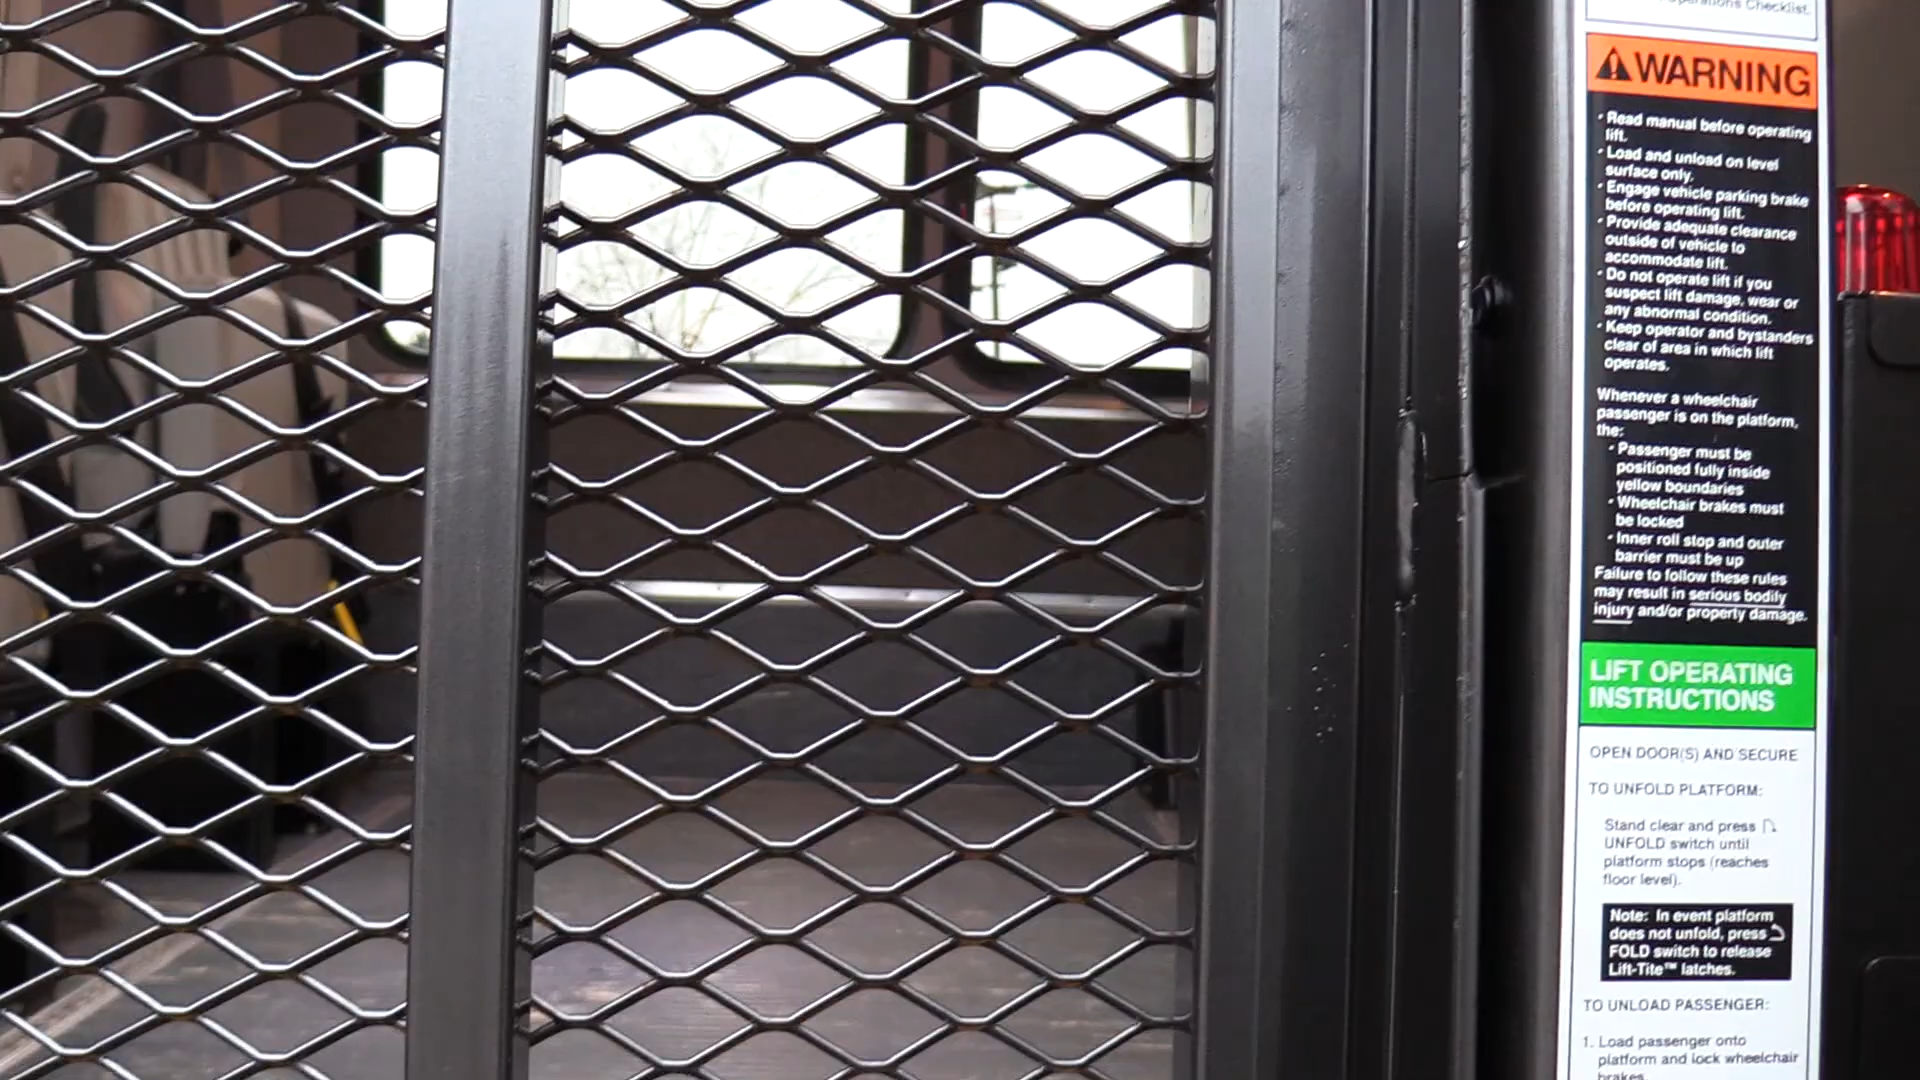 Operations Checklist.
WARNING
· Read manual before operating
lift.
· Load and unload on level
surface only.
· Engage vehicle parking brake
before operating lift.
· Provide adequate clearance
outside of vehicle to
accommodate lift.
· Do not operate lift if you
suspect lift damage, wear or
any abnormal condition.
· Keep operator and bystanders
clear of area in which lift
operates.
Whenever a wheelchair
passenger is on the platform,
the:
· Passenger must be
positioned fully inside
yellow boundaries
· Wheelchair brakes must
be locked
· Inner roll stop and outer
barrier must be up
Failure to follow these rules
may result in serious bodily
injury and/or property damage.
LIFT OPERATING
INSTRUCTIONS
OPEN DOOR(S) AND SECURE
TO UNFOLD PLATFORM:
Stand clear and press
UNFOLD switch until
platform stops (reaches
floor level).
Note: In event platform
does not unfold, press
FOLD switch to release
Lift-Tite™ latches.
TO UNLOAD PASSENGER:
1. Load passenger onto
platform and lock wheelchair
brakes.